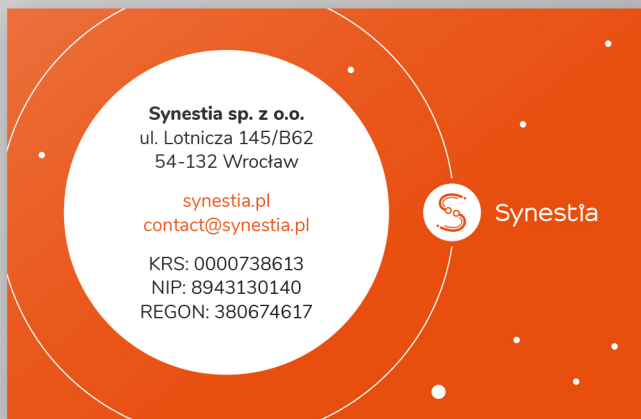 Synestia sp. z o.o.
ul. Lotnicza 145/B62
54-132 Wrocław
synestia.pl
contact@synestia.pl
KRS: 0000738613
NIP: 8943130140
REGON: 380674617
Synestia